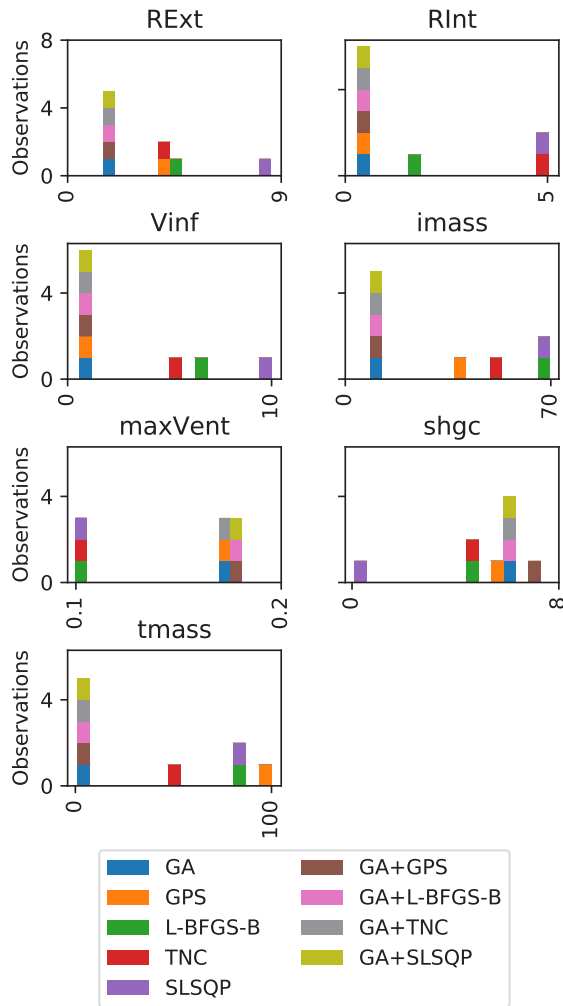 RExt
RInt
Observations
8
4
0
0
9
0
5
Vinf
imass
Observations
4
0
0
10
0
70
maxVent
shgc
Observations
4
0
0.1
0.2
0
8
tmass
Observations
4
0
0
100
GA
GA+GPS
GPS
GA+L-BFGS-B
L-BFGS-B
GA+TNC
TNC
GA+SLSQP
SLSQP